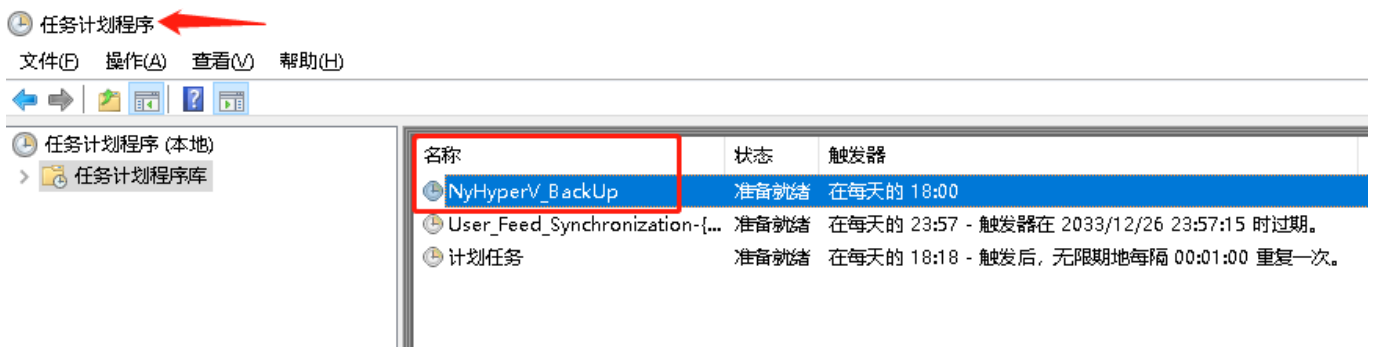 任务计划程序
文件(F) 操作(A) 查看(V) 帮助(H)
任务计划程序 (本地)
任务计划程序库
名称 状态 触发器
NyHyperV_BackUp 准备就绪 在每天的 18:00
User_Feed_Synchronization-{... 准备就绪 在每天的 23:57 - 触发器在 2033/12/26 23:57:15 时过期。
计划任务 准备就绪 在每天的 18:18 - 触发后, 无限期地每隔 00:01:00 重复一次。